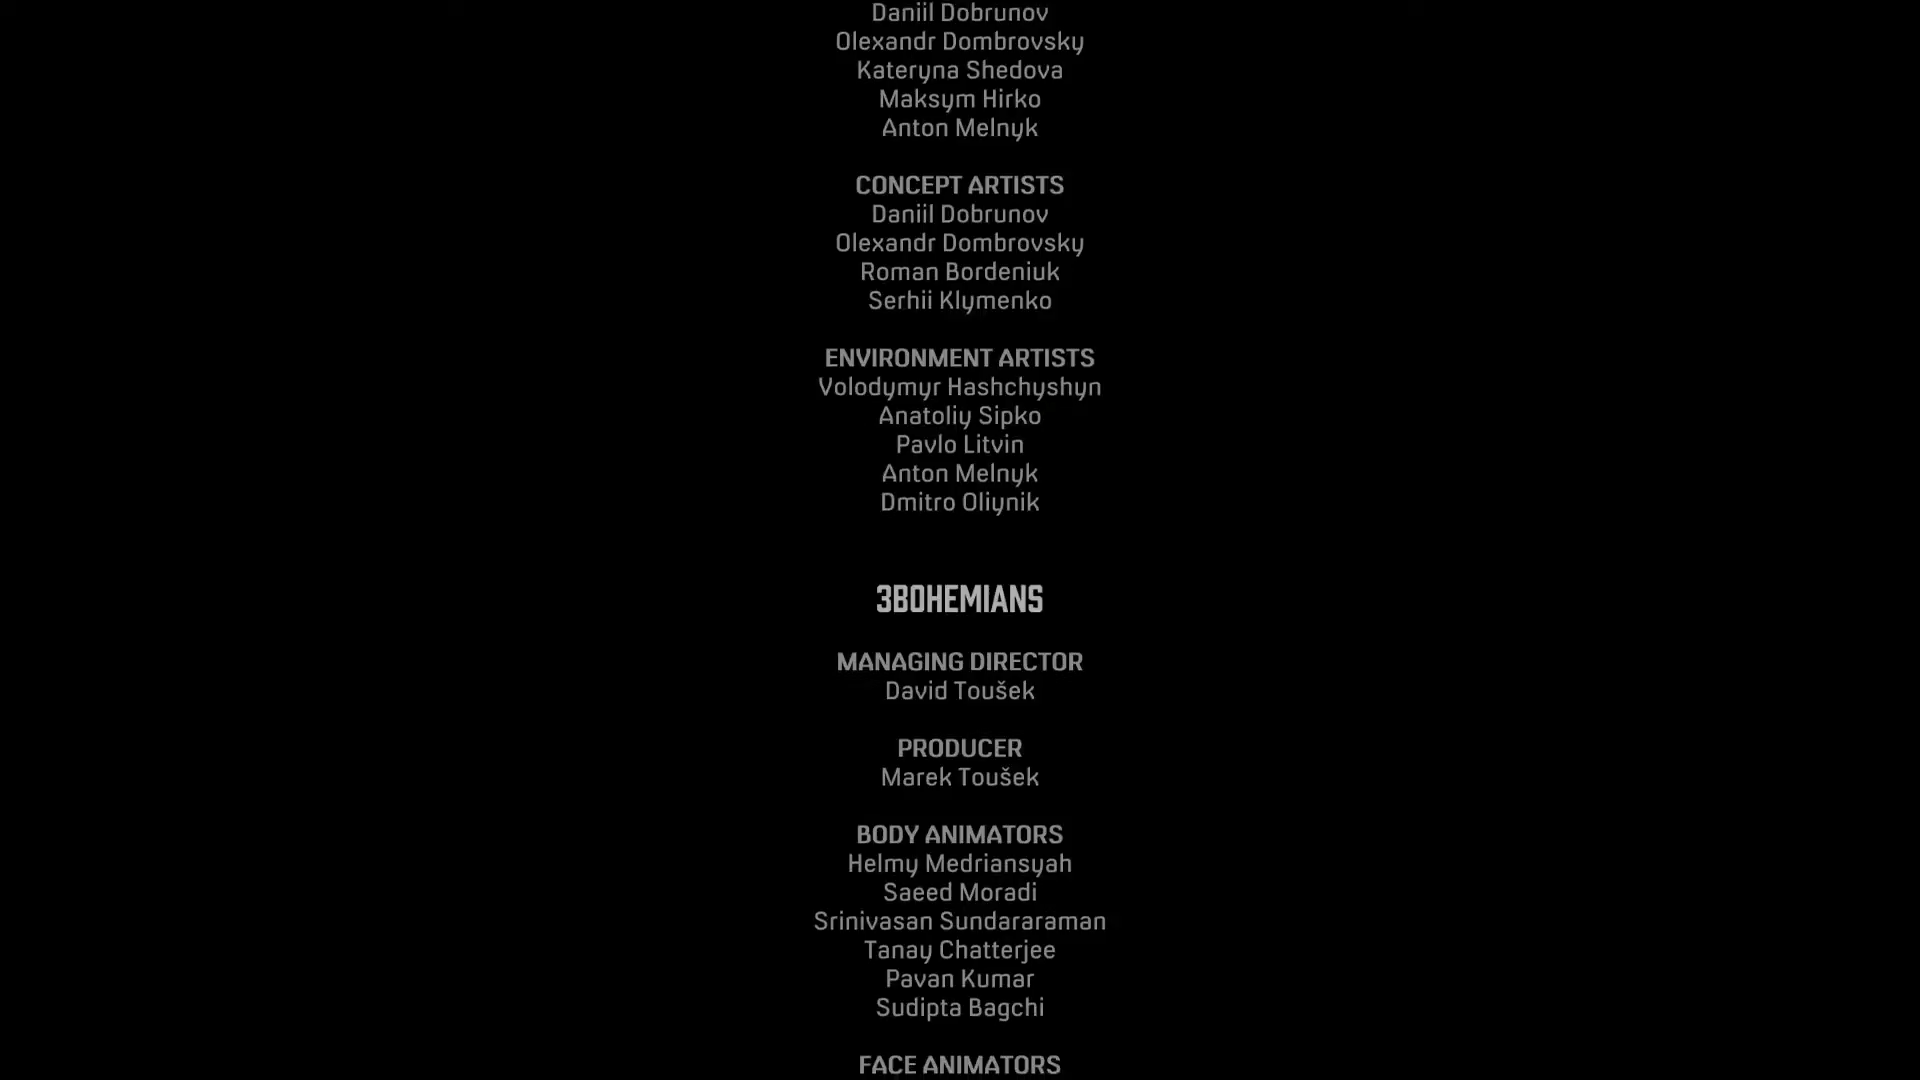 Daniil Dobrunov
Olexandr Dombrovsky
Kateryna Shedova
Maksym Hirko
Anton Melnyk
CONCEPT ARTISTS
Daniil Dobrunov
Olexandr Dombrovsky
Roman Bordeniuk
Serhii Klymenko
ENVIRONMENT ARTISTS
Volodymyr Hashchyshyn
Anatoliy Sipko
Pavlo Litvin
Anton Melnyk
Dmitro Oliynik
3BOHEMIANS
MANAGING DIRECTOR
David Toušek
PRODUCER
Marek Toušek
BODY ANIMATORS
Helmy Medriansyah
Saeed Moradi
Srinivasan Sundararaman
Tanay Chatterjee
Pavan Kumar
Sudipta Bagchi
FACE ANIMATORS